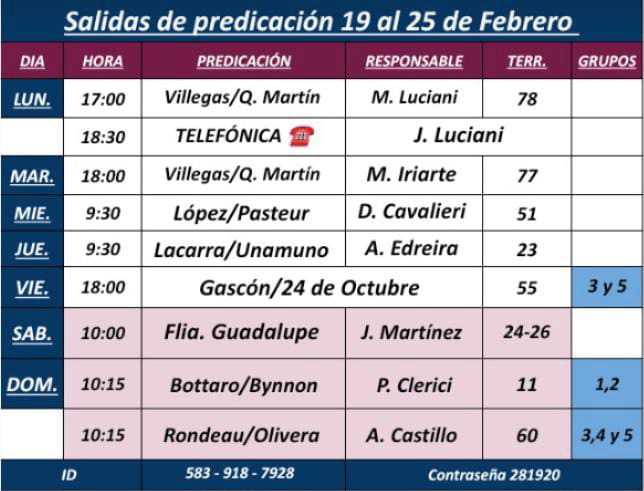 Salidas de predicación 19 al 25 de Febrero
DIA HORA PREDICACIÓN RESPONSABLE TERR. GRUPOS
LUN. 17:00 Villegas/Q. Martín M. Luciani 78
18:30 TELEFÓNICA ☎️ J. Luciani
MAR. 18:00 Villegas/Q. Martín M. Iriarte 77
MIE. 9:30 López/Pasteur D. Cavalieri 51
JUE. 9:30 Lacarra/Unamuno A. Edreira 23
VIE. 18:00 Gascón/24 de Octubre 55 3 y 5
SAB. 10:00 Flia. Guadalupe J. Martínez 24-26
DOM. 10:15 Bottaro/Bynnon P. Clerici 11 1,2
10:15 Rondeau/Olivera A. Castillo 60 3,4 y 5
ID 583 - 918 - 7928 Contraseña 281920